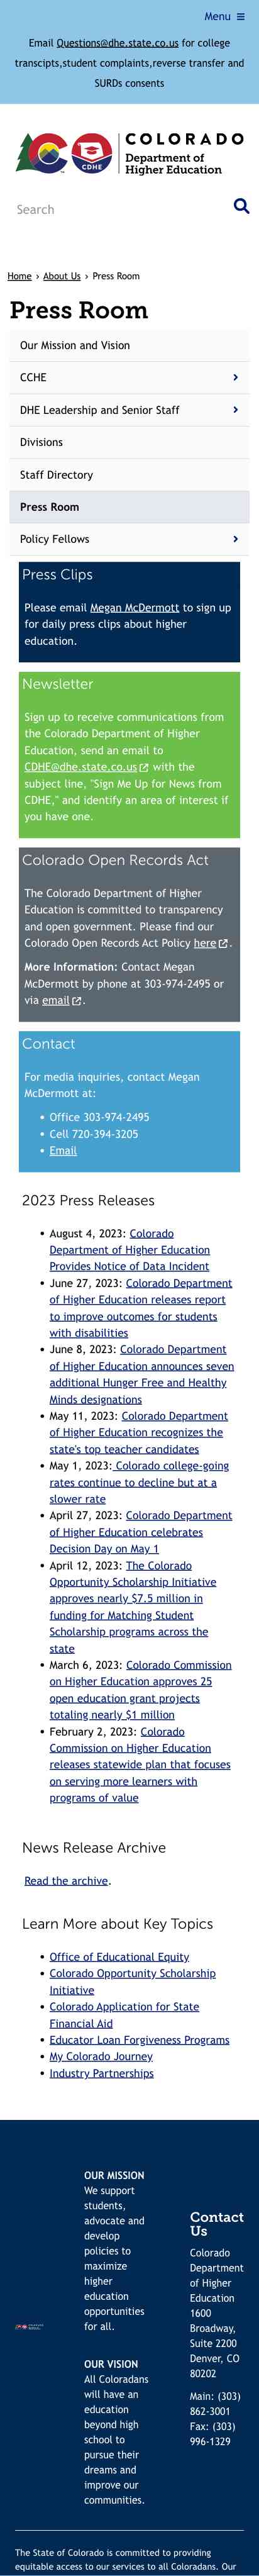 Menu ≡
Email Questions@dhe.state.co.us for college
transcipts,student complaints,reverse transfer and
SURDs consents
COLORADO
Department of
Higher Education
CDHE
Search
Home › About Us › Press Room
Press Room
Our Mission and Vision
CCHE
DHE Leadership and Senior Staff
Divisions
Staff Directory
Press Room
Policy Fellows
Press Clips
Please email Megan McDermott to sign up
for daily press clips about higher
education.
Newsletter
Sign up to receive communications from
the Colorado Department of Higher
Education, send an email to
CDHE@dhe.state.co.us with the
subject line, "Sign Me Up for News from
CDHE," and identify an area of interest if
you have one.
Colorado Open Records Act
The Colorado Department of Higher
Education is committed to transparency
and open government. Please find our
Colorado Open Records Act Policy here.
More Information: Contact Megan
McDermott by phone at 303-974-2495 or
via email.
Contact
For media inquiries, contact Megan
McDermott at:
• Office 303-974-2495
• Cell 720-394-3205
• Email
2023 Press Releases
• August 4, 2023: Colorado
Department of Higher Education
Provides Notice of Data Incident
• June 27, 2023: Colorado Department
of Higher Education releases report
to improve outcomes for students
with disabilities
• June 8, 2023: Colorado Department
of Higher Education announces seven
additional Hunger Free and Healthy
Minds designations
• May 11, 2023: Colorado Department
of Higher Education recognizes the
state's top teacher candidates
• May 1, 2023: Colorado college-going
rates continue to decline but at a
slower rate
• April 27, 2023: Colorado Department
of Higher Education celebrates
Decision Day on May 1
• April 12, 2023: The Colorado
Opportunity Scholarship Initiative
approves nearly $7.5 million in
funding for Matching Student
Scholarship programs across the
state
• March 6, 2023: Colorado Commission
on Higher Education approves 25
open education grant projects
totaling nearly $1 million
• February 2, 2023: Colorado
Commission on Higher Education
releases statewide plan that focuses
on serving more learners with
programs of value
News Release Archive
Read the archive.
Learn More about Key Topics
• Office of Educational Equity
• Colorado Opportunity Scholarship
Initiative
• Colorado Application for State
Financial Aid
• Educator Loan Forgiveness Programs
• My Colorado Journey
• Industry Partnerships
OUR MISSION
We support
students,
advocate and
develop
policies to
maximize
higher
education
opportunities
for all.
OUR VISION
All Coloradans
will have an
education
beyond high
school to
pursue their
dreams and
improve our
communities.
Contact
Us
Colorado
Department
of Higher
Education
1600
Broadway,
Suite 2200
Denver, CO
80202
Main: (303)
862-3001
Fax: (303)
996-1329
The State of Colorado is committed to providing
equitable access to our services to all Coloradans. Our